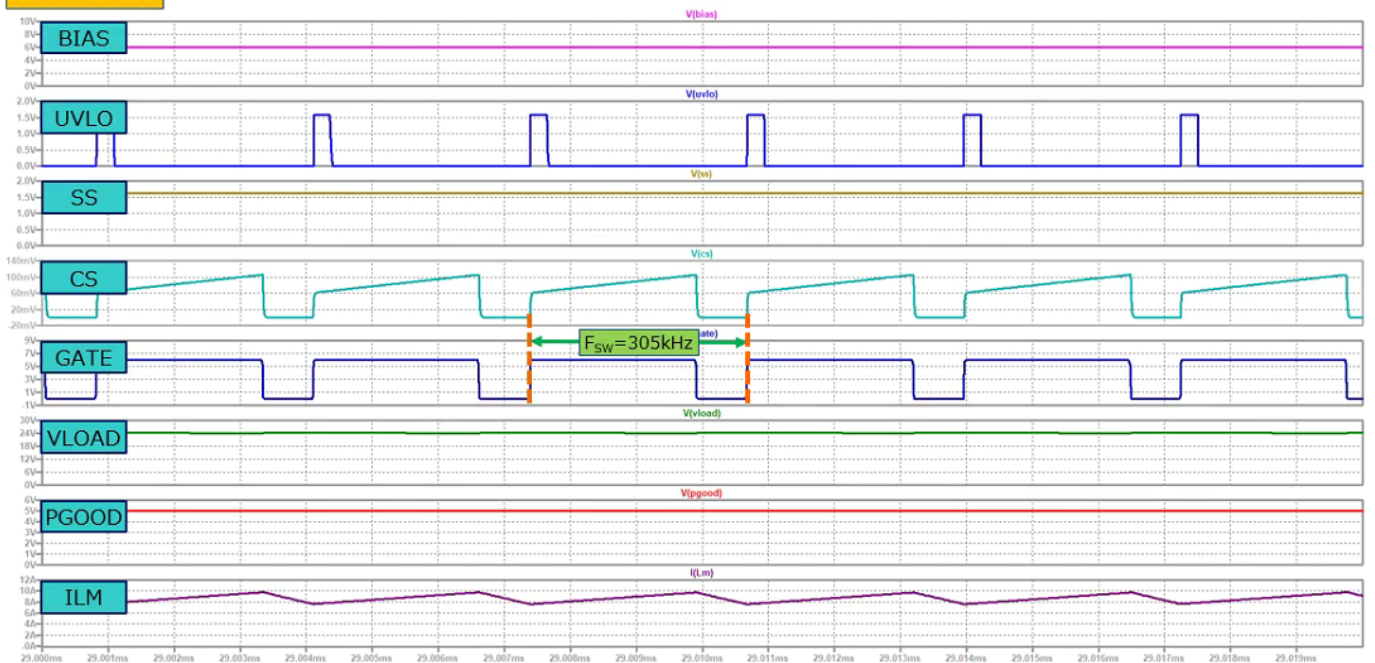 V(bias)
BIAS
10V
8V
6V
4V
2V
0V
V(uvlo)
UVLO
2.0V
1.5V
1.0V
0.5V
0.0V
V(ss)
SS
2.0V
1.5V
1.0V
0.5V
0.0V
V(cs)
CS
140mV
100mV
60mV
20mV
-20mV
ate)
FSW=305kHz
GATE
9V
7V
5V
3V
1V
-1V
V(vload)
VLOAD
30V
24V
18V
12V
6V
0V
V(pgood)
PGOOD
6V
5V
4V
3V
2V
1V
0V
I(Lm)
ILM
12A
10A
8A
6A
4A
2A
-0A
29.000ms 29.001ms 29.002ms 29.003ms 29.004ms 29.005ms 29.006ms 29.007ms 29.008ms 29.009ms 29.010ms 29.011ms 29.012ms 29.013ms 29.014ms 29.015ms 29.016ms 29.017ms 29.018ms 29.019ms